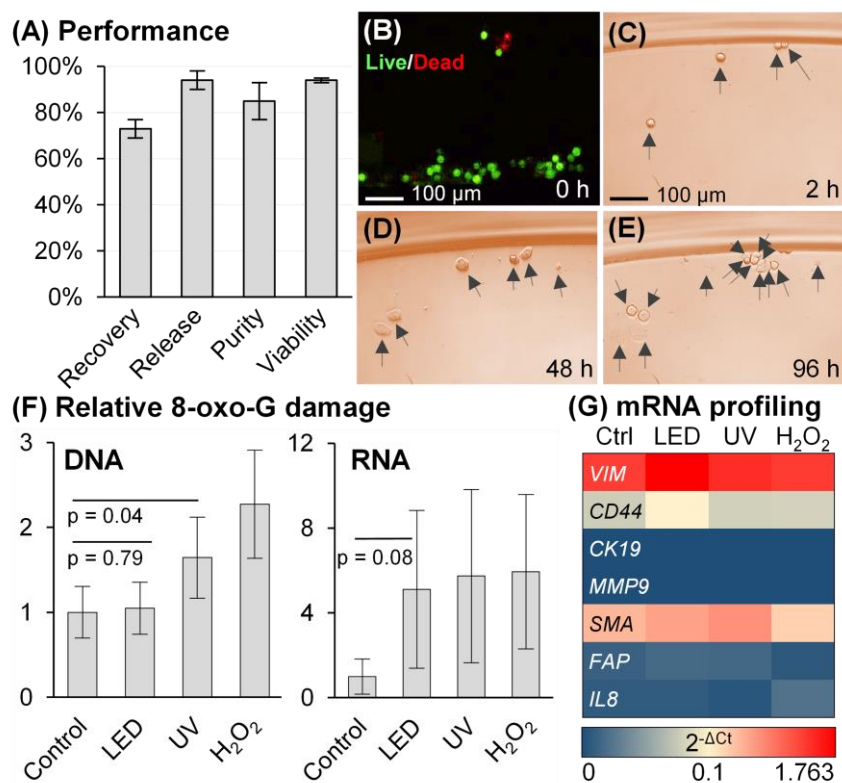 (A) Performance
100%
80%
60%
40%
20%
0%
Recovery
Release
Purity
Viability
(B)
Live/Dead
100 µm
0 h
(C)
100 µm
2 h
(D)
48 h
(E)
96 h
(F) Relative 8-oxo-G damage
DNA
3
2
1
0
p = 0.04
p = 0.79
Control
LED
UV
H₂O₂
RNA
12
9
6
3
0
p = 0.08
Control
LED
UV
H₂O₂
(G) mRNA profiling
Ctrl LED UV H₂O₂
VIM
CD44
CK19
MMP9
SMA
FAP
IL8
2^-ΔCt
0 0.1 1.763